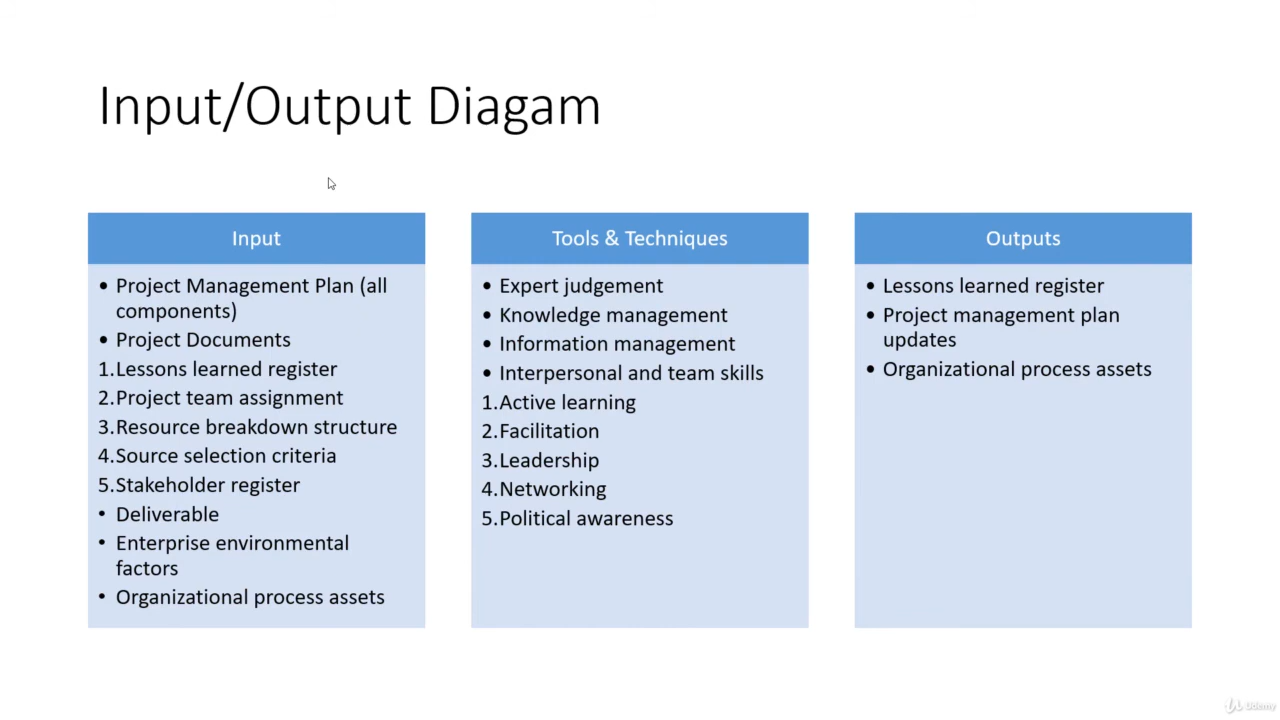 Input/Output Diagam
Input
• Project Management Plan (all
components)
• Project Documents
1.Lessons learned register
2.Project team assignment
3.Resource breakdown structure
4.Source selection criteria
5.Stakeholder register
• Deliverable
• Enterprise environmental
factors
• Organizational process assets
Tools & Techniques
• Expert judgement
• Knowledge management
• Information management
• Interpersonal and team skills
1.Active learning
2.Facilitation
3.Leadership
4.Networking
5.Political awareness
Outputs
• Lessons learned register
• Project management plan
updates
• Organizational process assets
Udemy